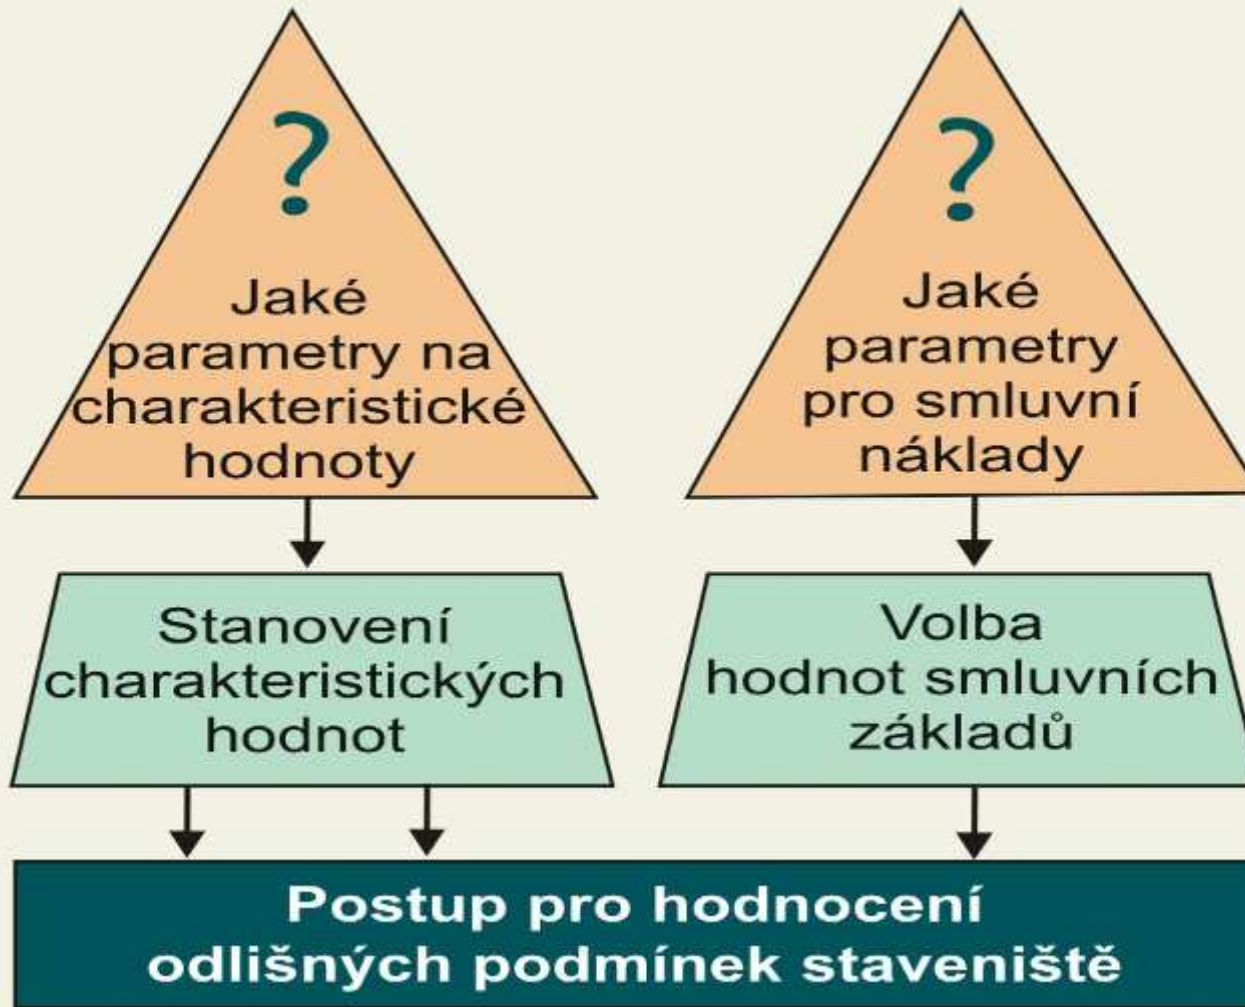 ?
Jaké
parametry na
charakteristické
hodnoty
?
Jaké
parametry
pro smluvní
náklady
Stanovení
charakteristických
hodnot
Volba
hodnot smluvních
základů
Postup pro hodnocení
odlišných podmínek staveniště